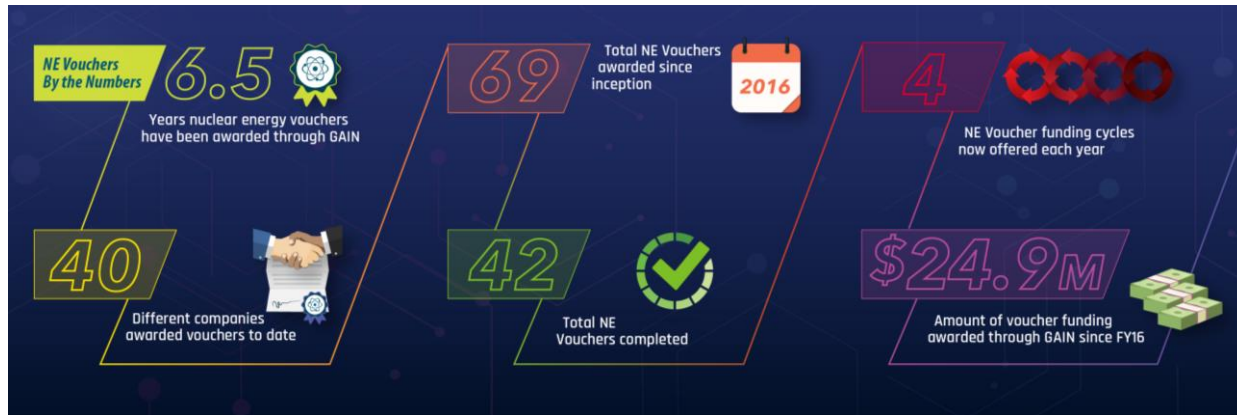 NE Vouchers
By the Numbers
6.5
Years nuclear energy vouchers
have been awarded through GAIN
40
Different companies
awarded vouchers to date
69
Total NE Vouchers
awarded since
inception
2016
42
Total NE
Vouchers completed
4
NE Voucher funding cycles
now offered each year
$24.9M
Amount of voucher funding
awarded through GAIN since FY16